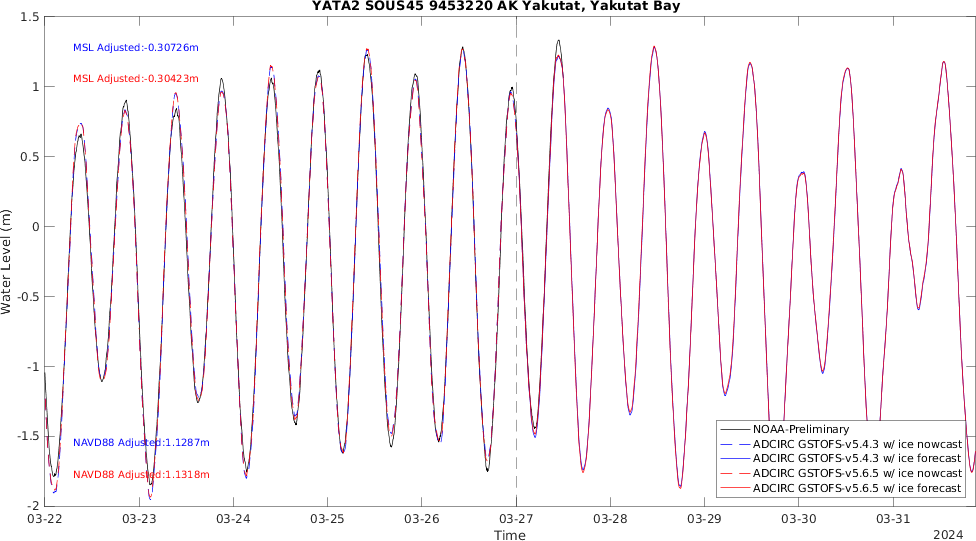 YATA2 SOUS45 9453220 AK Yakutat, Yakutat Bay
1.5
1
0.5
0
-0.5
-1
-1.5
-2
Water Level (m)
MSL Adjusted:-0.30726m
MSL Adjusted:-0.30423m
NAVD88 Adjusted:1.1287m
NAVD88 Adjusted:1.1318m
NOAA-Preliminary
ADCIRC GSTOFS-v5.4.3 w/ ice nowcast
ADCIRC GSTOFS-v5.4.3 w/ ice forecast
ADCIRC GSTOFS-v5.6.5 w/ ice nowcast
ADCIRC GSTOFS-v5.6.5 w/ ice forecast
03-22 03-23 03-24 03-25 03-26 03-27 03-28 03-29 03-30 03-31
Time
2024